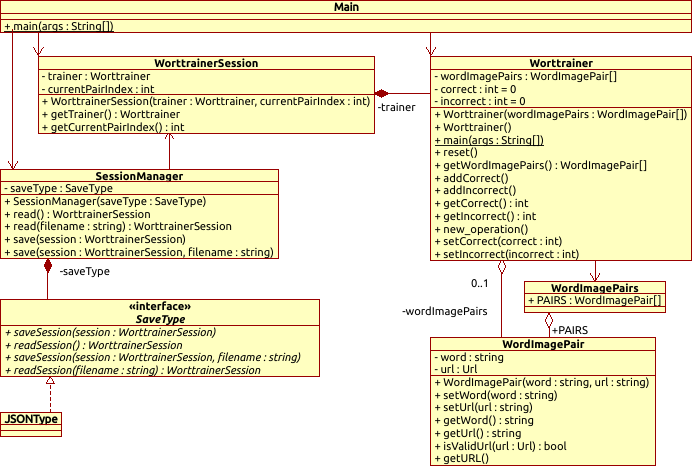 Main
+ main(args : String[])
WorttrainerSession
- trainer : Worttrainer
- currentPairIndex : int
+ WorttrainerSession(trainer : Worttrainer, currentPairIndex : int)
+ getTrainer() : Worttrainer
+ getCurrentPairIndex() : int
-trainer
Worttrainer
- wordImagePairs : WordImagePair[]
- correct : int = 0
- incorrect : int = 0
+ Worttrainer(wordImagePairs : WordImagePair[])
+ Worttrainer()
+ main(args : String[])
+ reset()
+ getWordImagePairs() : WordImagePair[]
+ addCorrect()
+ addIncorrect()
+ getCorrect() : int
+ getIncorrect() : int
+ new_operation()
+ setCorrect(correct : int)
+ setIncorrect(incorrect : int)
SessionManager
- saveType : SaveType
+ SessionManager(saveType : SaveType)
+ read() : WorttrainerSession
+ read(filename : string) : WorttrainerSession
+ save(session : WorttrainerSession)
+ save(session : WorttrainerSession, filename : string)
-saveType
«interface»
SaveType
+ saveSession(session : WorttrainerSession)
+ readSession() : WorttrainerSession
+ saveSession(session : WorttrainerSession, filename : string)
+ readSession(filename : string) : WorttrainerSession
JSONType
0..1
-wordImagePairs
WordImagePairs
+ PAIRS : WordImagePair[]
+PAIRS
WordImagePair
- word : string
- url : Url
+ WordImagePair(word : string, url : string)
+ setWord(word : string)
+ setUrl(url : string)
+ getWord() : string
+ getUrl() : string
+ isValidUrl(url : Url) : bool
+ getURL()